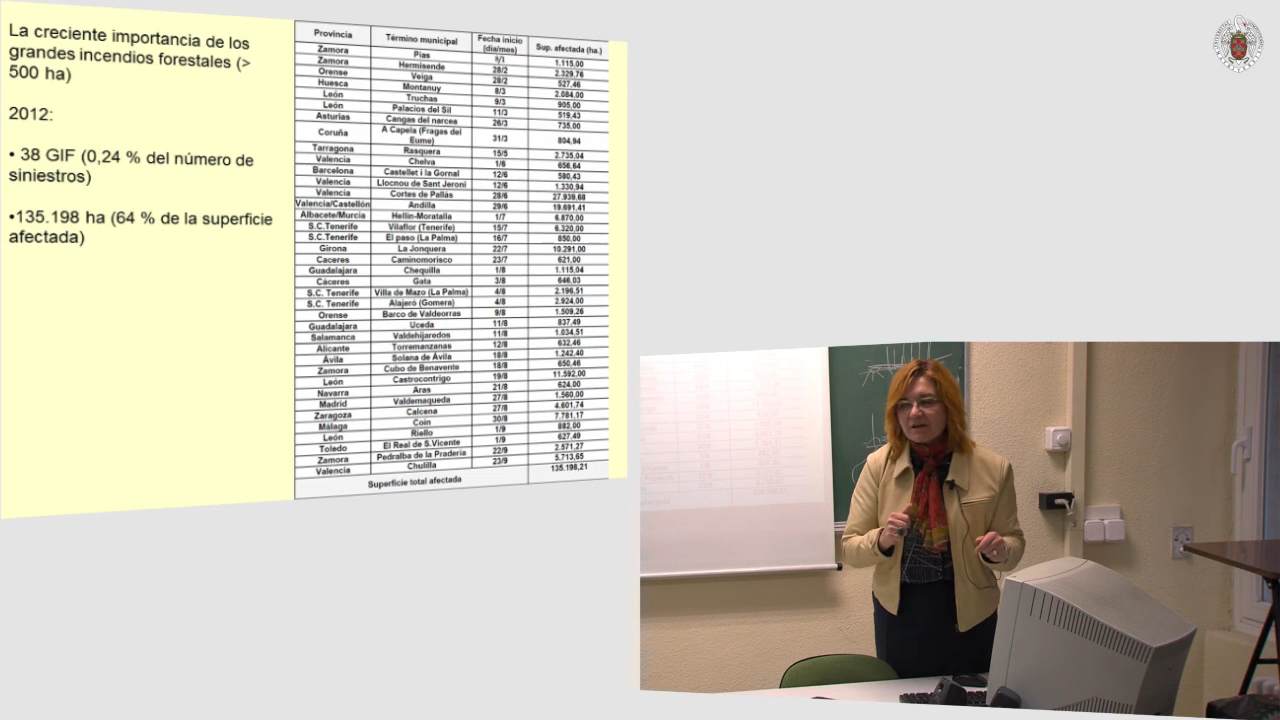 La creciente importancia de los
grandes incendios forestales (>
500 ha)
2012:
• 38 GIF (0,24 % del número de
siniestros)
•135.198 ha (64 % de la superficie
afectada)
Provincia Término municipal Fecha inicio (día/mes) Sup. afectada (ha.)
Zamora Pías 8/1 1.115,00
Zamora Hermisende 28/2 2.329,76
Orense Veiga 28/2 527,46
Huesca Montanuy 8/3 2.084,00
León Truchas 9/3 905,00
León Palacios del Sil 11/3 519,43
Asturias Cangas del narcea 26/3 735,00
Coruña A Capela (Fragas del Eume) 31/3 804,94
Tarragona Rasquera 15/5 2.735,04
Valencia Chelva 1/6 656,64
Barcelona Castellet i la Gornal 12/6 580,43
Valencia Llocnou de Sant Jeroni 12/6 1.330,94
Valencia Cortes de Pallás 28/6 27.939,68
Valencia/Castellón Andilla 29/6 19.691,41
Albacete/Murcia Hellín-Moratalla 1/7 6.870,00
S.C.Tenerife Vilaflor (Tenerife) 15/7 6.320,00
S.C.Tenerife El paso (La Palma) 16/7 850,00
Girona La Jonquera 22/7 10.291,00
Caceres Caminomorisco 23/7 621,00
Guadalajara Chequilla 1/8 1.115,04
Cáceres Gata 3/8 646,03
S.C. Tenerife Villa de Mazo (La Palma) 4/8 2.196,51
S.C. Tenerife Alajeró (Gomera) 4/8 2.924,00
Orense Barco de Valdeorras 9/8 1.509,26
Guadalajara Uceda 11/8 837,49
Salamanca Valdehijaredos 11/8 1.034,51
Alicante Torremanzanas 12/8 632,46
Ávila Solana de Ávila 18/8 1.242,40
Zamora Cubo de Benavente 18/8 650,46
León Castrocontrigo 19/8 11.592,00
Navarra Aras 21/8 624,00
Madrid Valdemaqueda 27/8 1.560,00
Zaragoza Calcena 27/8 4.601,74
Málaga Coín 30/8 7.781,17
León Riello 1/9 882,00
Toledo El Real de S.Vicente 1/9 627,49
Zamora Pedralba de la Pradería 22/9 2.571,27
Valencia Chulilla 23/9 5.713,65
Superficie total afectada 135.198,21